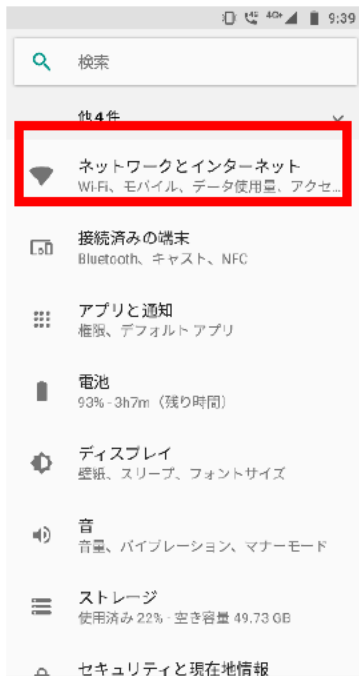 4G 4G+ 9:39
検索
他4件
ネットワークとインターネット
Wi-Fi、モバイル、データ使用量、アクセ...
接続済みの端末
Bluetooth、キャスト、NFC
アプリと通知
権限、デフォルト アプリ
電池
93% - 3h7m（残り時間）
ディスプレイ
壁紙、スリープ、フォントサイズ
音
音量、バイブレーション、マナーモード
ストレージ
使用済み 22% - 空き容量 49.73 GB
セキュリティと現在地情報